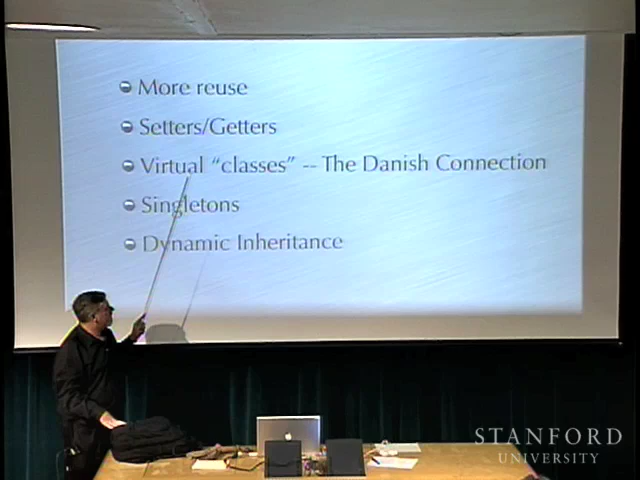 More reuse
Setters/Getters
Virtual “classes” -- The Danish Connection
Singletons
Dynamic Inheritance
STANFORD
UNIVERSITY